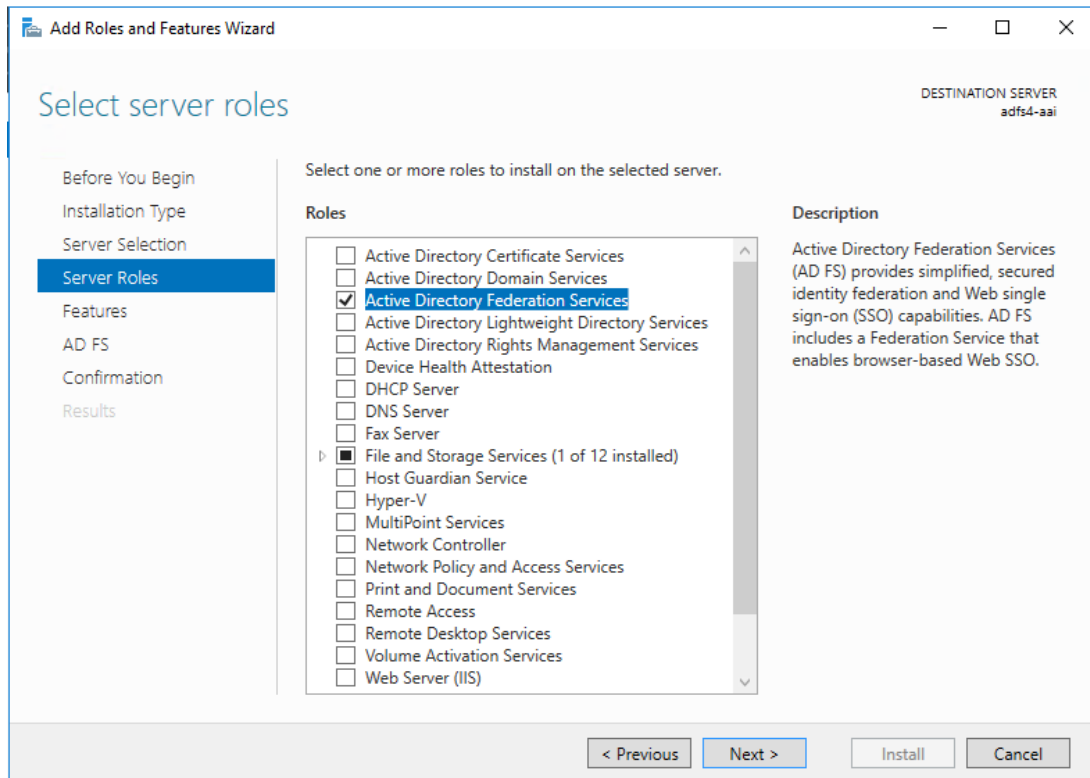 Add Roles and Features Wizard
Select server roles
DESTINATION SERVER
adfs4-aai
Before You Begin
Installation Type
Server Selection
Server Roles
Features
AD FS
Confirmation
Results
Select one or more roles to install on the selected server.
Roles
Active Directory Certificate Services
Active Directory Domain Services
Active Directory Federation Services
Active Directory Lightweight Directory Services
Active Directory Rights Management Services
Device Health Attestation
DHCP Server
DNS Server
Fax Server
File and Storage Services (1 of 12 installed)
Host Guardian Service
Hyper-V
MultiPoint Services
Network Controller
Network Policy and Access Services
Print and Document Services
Remote Access
Remote Desktop Services
Volume Activation Services
Web Server (IIS)
Description
Active Directory Federation Services
(AD FS) provides simplified, secured
identity federation and Web single
sign-on (SSO) capabilities. AD FS
includes a Federation Service that
enables browser-based Web SSO.
< Previous
Next >
Install
Cancel